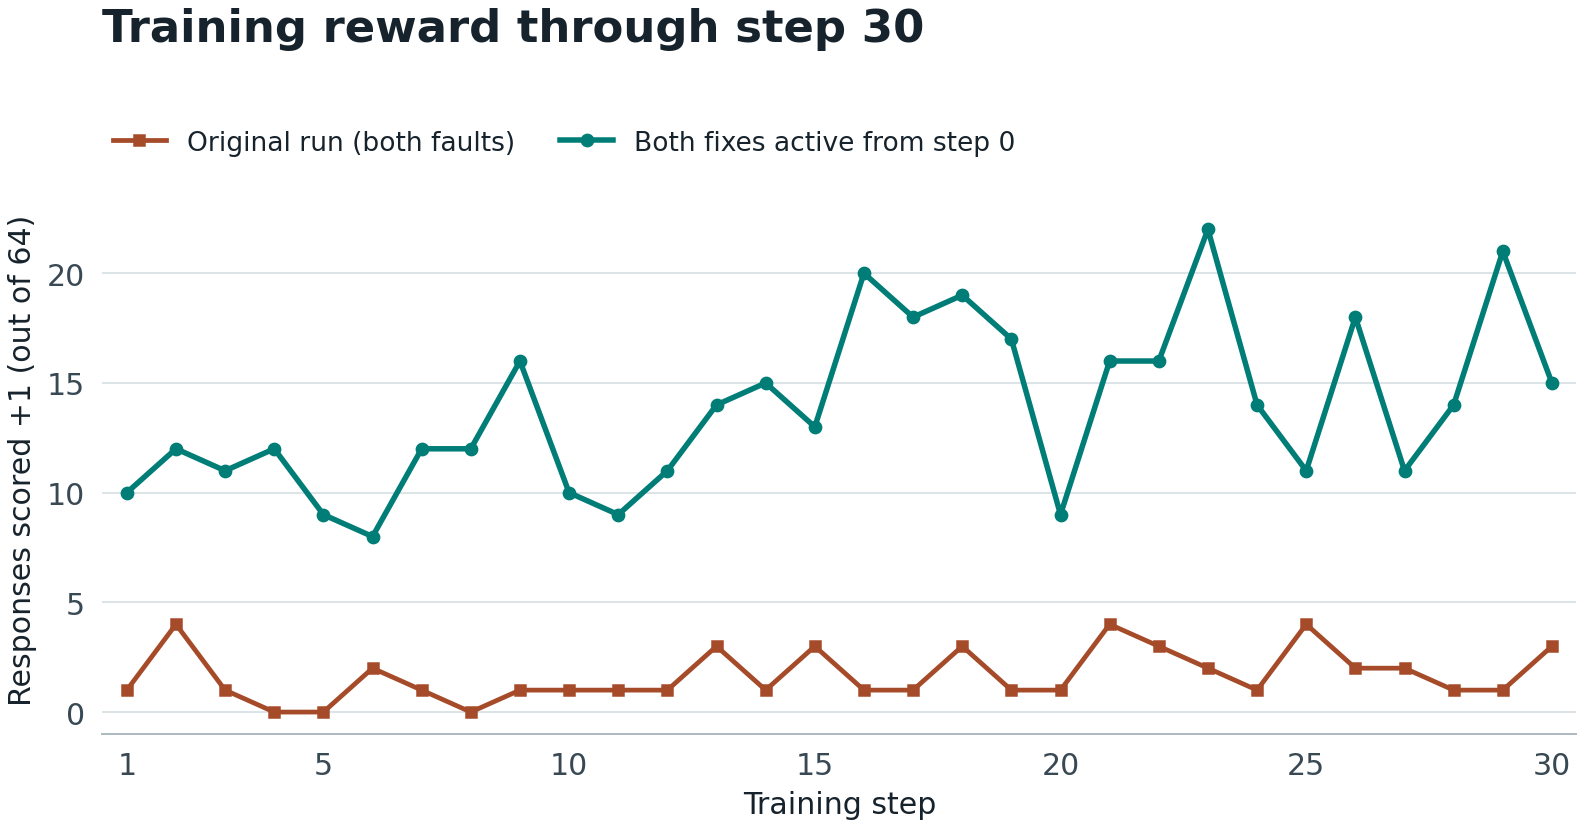 Training reward through step 30
Original run (both faults)
Both fixes active from step 0
Responses scored +1 (out of 64)
20
15
10
5
0
1 5 10 15 20 25 30
Training step